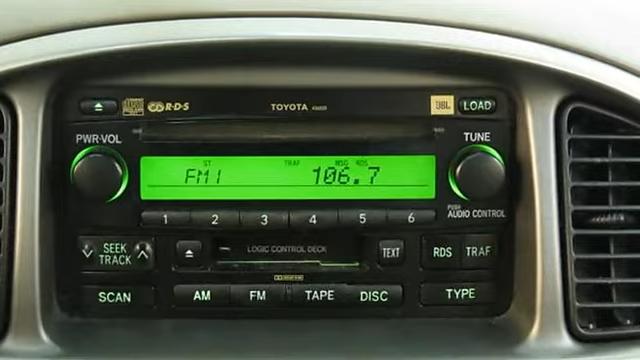 R·D·S TOYOTA JBL LOAD
PWR·VOL TUNE
ST TRAF MSG RDS
FM1 106.7
1 2 3 4 5 6
PUSH AUDIO CONTROL
SEEK TRACK LOGIC CONTROL DECK TEXT RDS TRAF
SCAN AM FM TAPE DISC TYPE